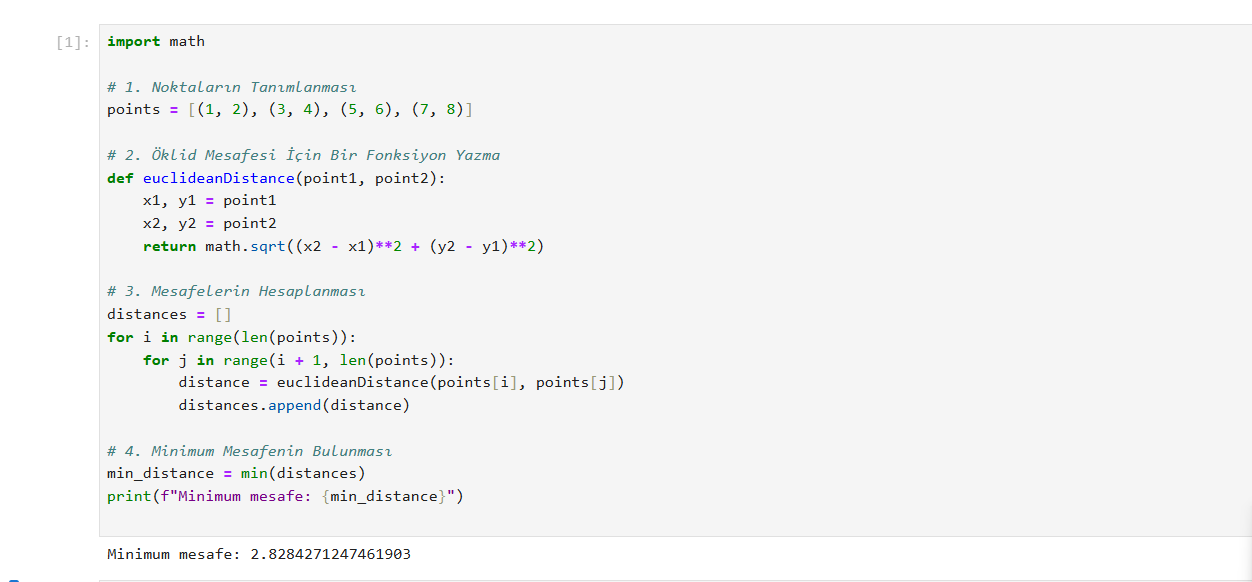 [1]: import math
# 1. Noktaların Tanımlanması
points = [(1, 2), (3, 4), (5, 6), (7, 8)]
# 2. Öklid Mesafesi İçin Bir Fonksiyon Yazma
def euclideanDistance(point1, point2):
    x1, y1 = point1
    x2, y2 = point2
    return math.sqrt((x2 - x1)**2 + (y2 - y1)**2)
# 3. Mesafelerin Hesaplanması
distances = []
for i in range(len(points)):
    for j in range(i + 1, len(points)):
        distance = euclideanDistance(points[i], points[j])
        distances.append(distance)
# 4. Minimum Mesafenin Bulunması
min_distance = min(distances)
print(f"Minimum mesafe: {min_distance}")
Minimum mesafe: 2.8284271247461903